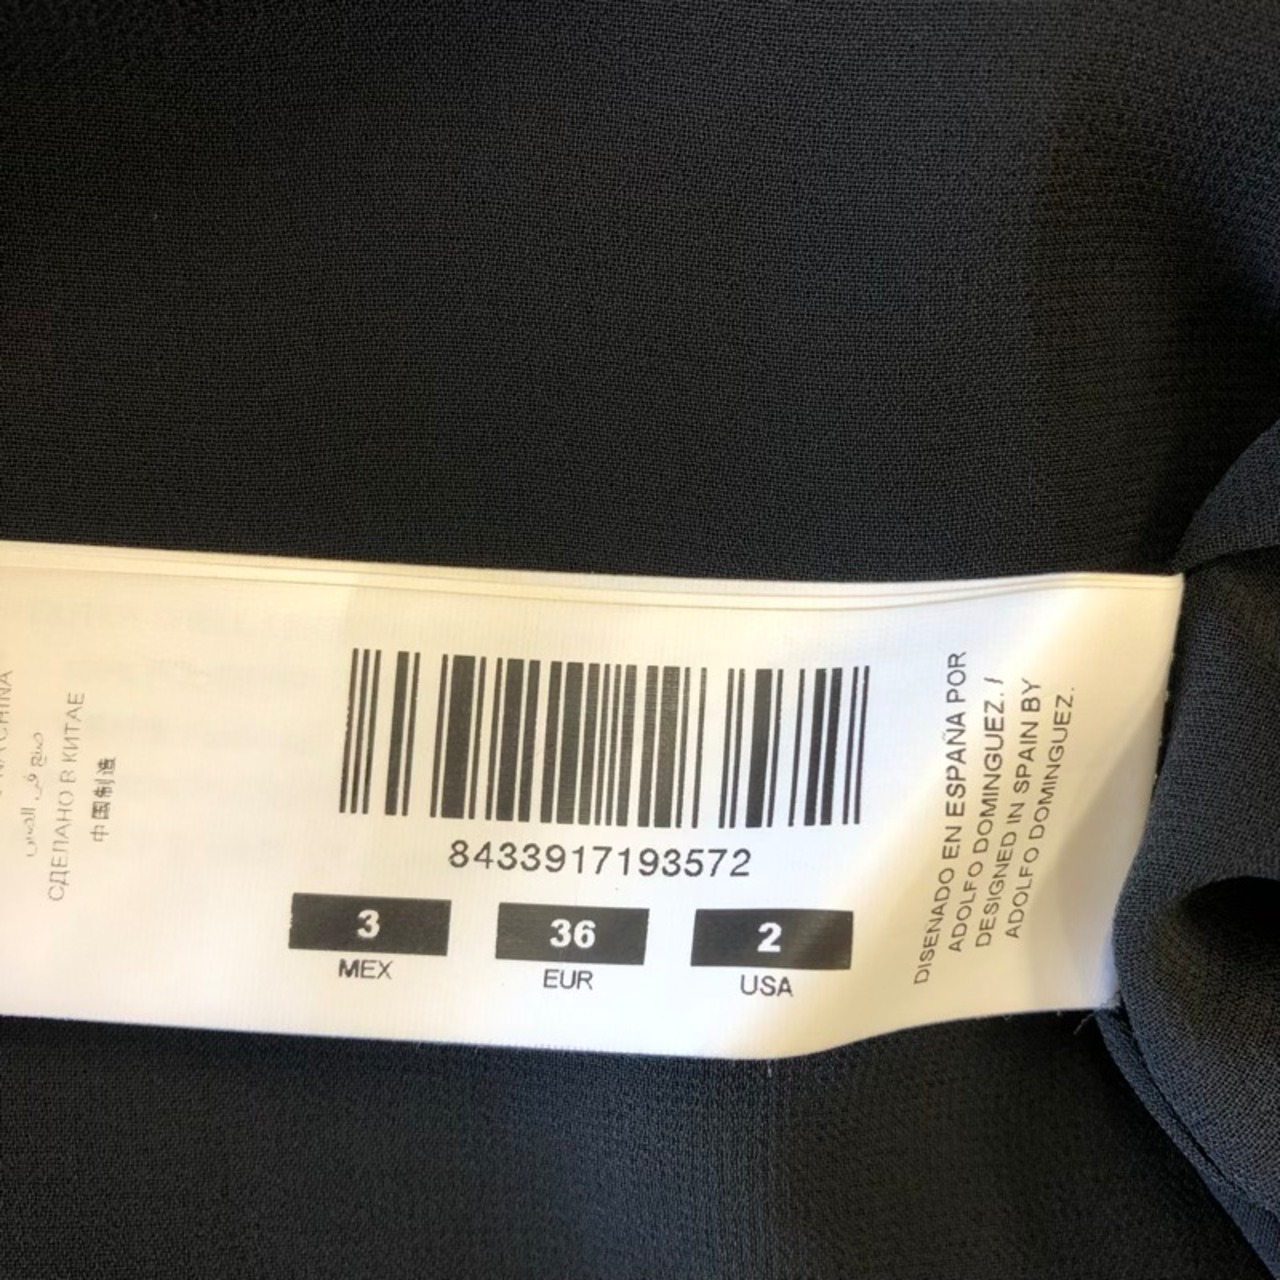 CHINA
صنع في الصين
СДЕЛАНО В КИТАЕ
中国制造
8433917193572
3
MEX
36
EUR
2
USA
DISENADO EN ESPAÑA POR
ADOLFO DOMINGUEZ. /
DESIGNED IN SPAIN BY
ADOLFO DOMINGUEZ.